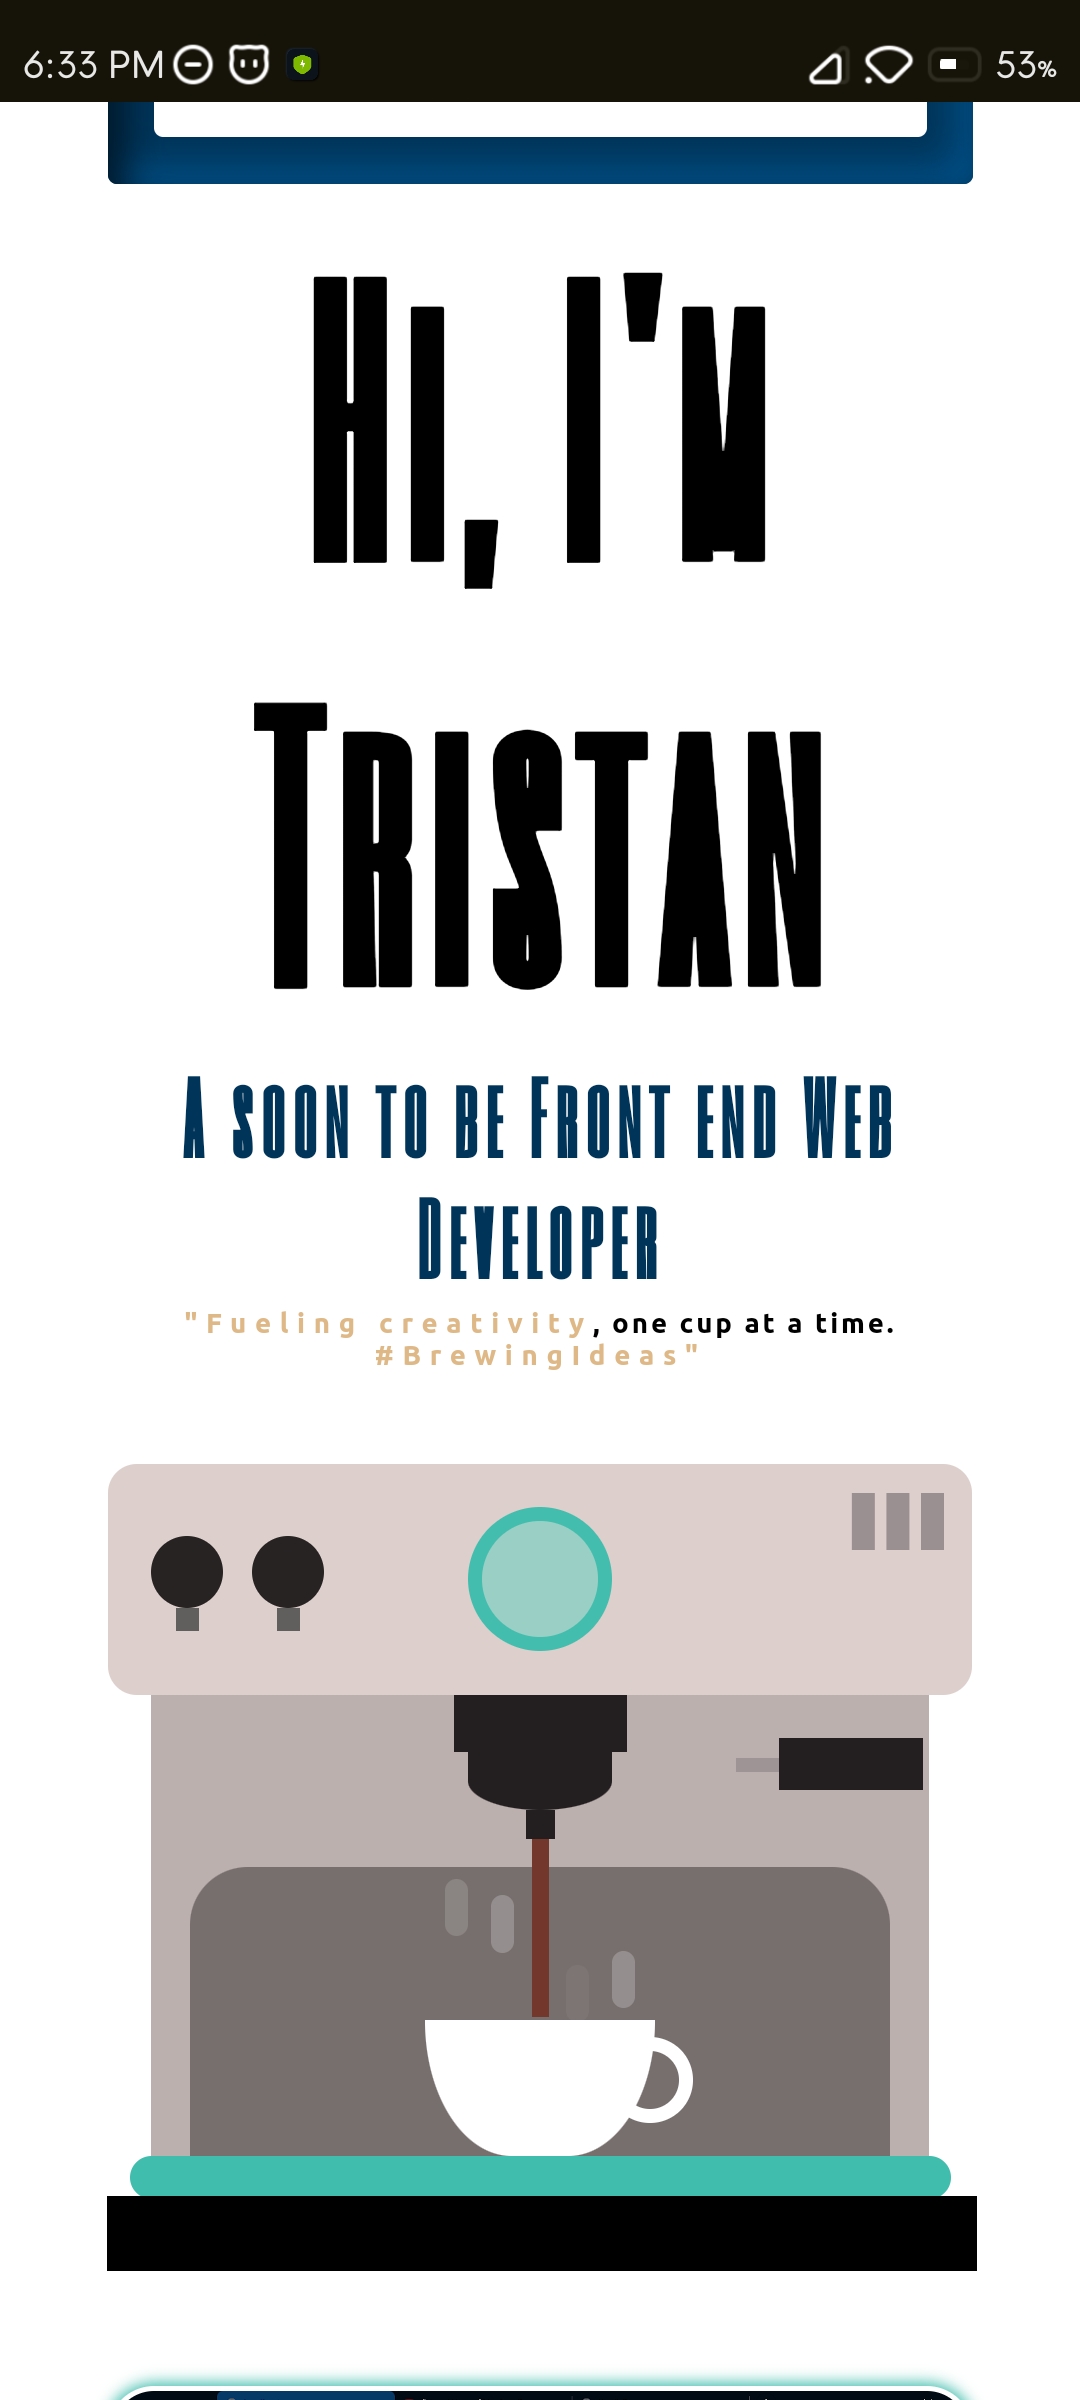 6:33 PM 53%
Hi, I'm
Tristan
A soon to be Front end Web
Developer
"Fueling creativity, one cup at a time.
#BrewingIdeas"